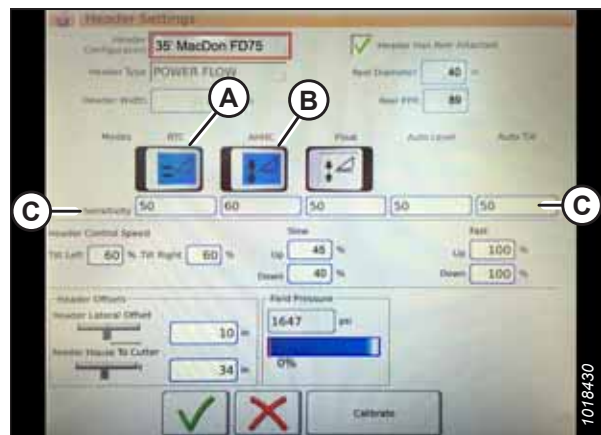 Header Settings
Header Configuration 35' MacDon FD75 Header Has Reel Attached
Header Type POWER FLOW Reel Diameter 40 in
Header Width Reel PPR 89
A B
Modes RTC AHHC Float Auto Level Auto Tilt
C Sensitivity 50 60 50 50 50 C
Header Control Speed Slow Fast
Tilt Left 60 % Tilt Right 60 % Up 45 % Up 100 %
Down 40 % Down 100 %
Header Offsets Field Pressure
Header Lateral Offset 1647 psi
10 in
Feeder House To Cutter 0%
34 in
Calibrate
1018430